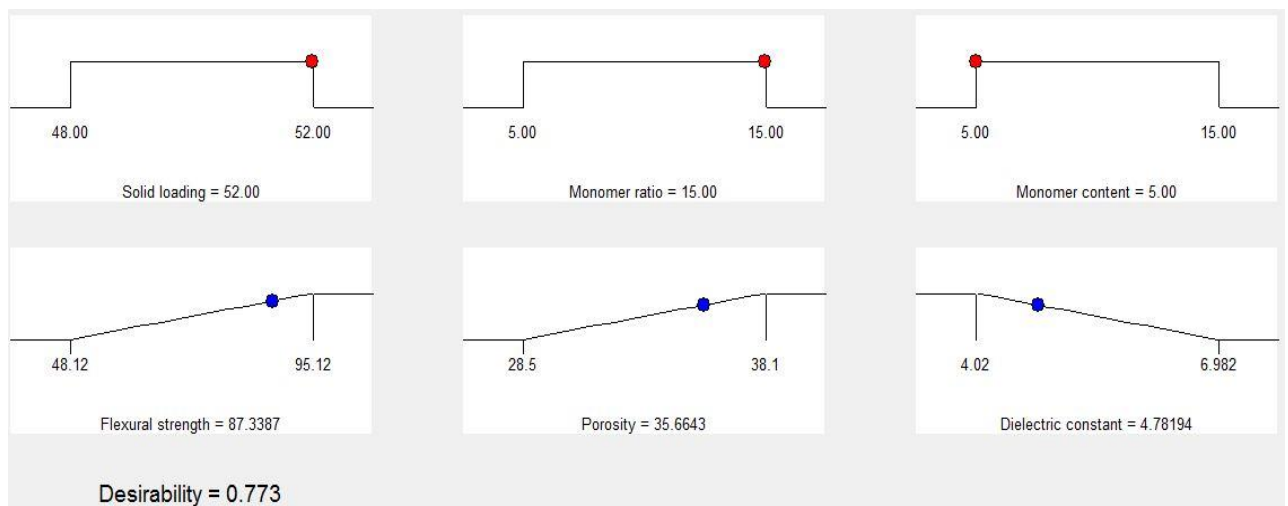 48.00 52.00
Solid loading = 52.00
5.00 15.00
Monomer ratio = 15.00
5.00 15.00
Monomer content = 5.00
48.12 95.12
Flexural strength = 87.3387
28.5 38.1
Porosity = 35.6643
4.02 6.982
Dielectric constant = 4.78194
Desirability = 0.773